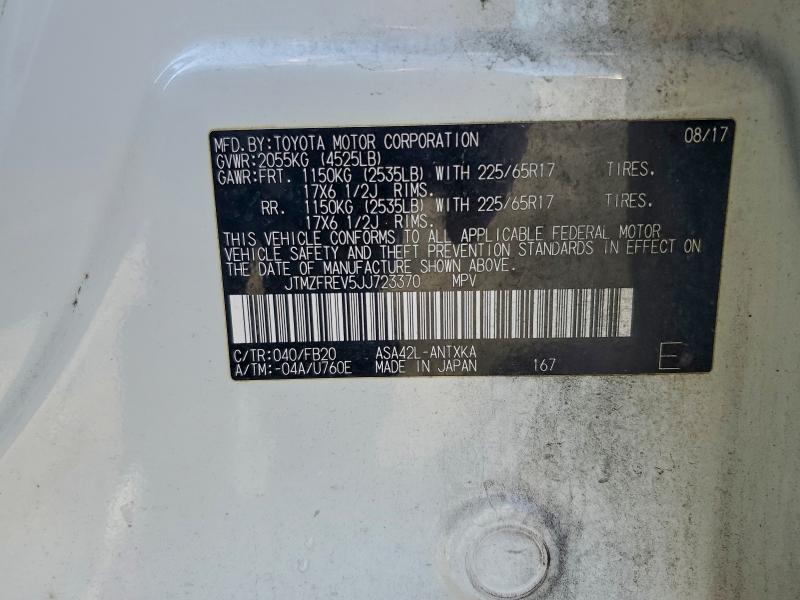 MFD.BY:TOYOTA MOTOR CORPORATION 08/17
GVWR:2055KG (4525LB)
GAWR:FRT. 1150KG (2535LB) WITH 225/65R17 TIRES.
17X6 1/2J RIMS.
RR. 1150KG (2535LB) WITH 225/65R17 TIRES.
17X6 1/2J RIMS.
THIS VEHICLE CONFORMS TO ALL APPLICABLE FEDERAL MOTOR
VEHICLE SAFETY AND THEFT PREVENTION STANDARDS IN EFFECT ON
THE DATE OF MANUFACTURE SHOWN ABOVE.
JTMZFREV5JJ723370 MPV
C/TR:040/FB20 ASA42L-ANTXKA
A/TM:-04A/U760E MADE IN JAPAN 167 E